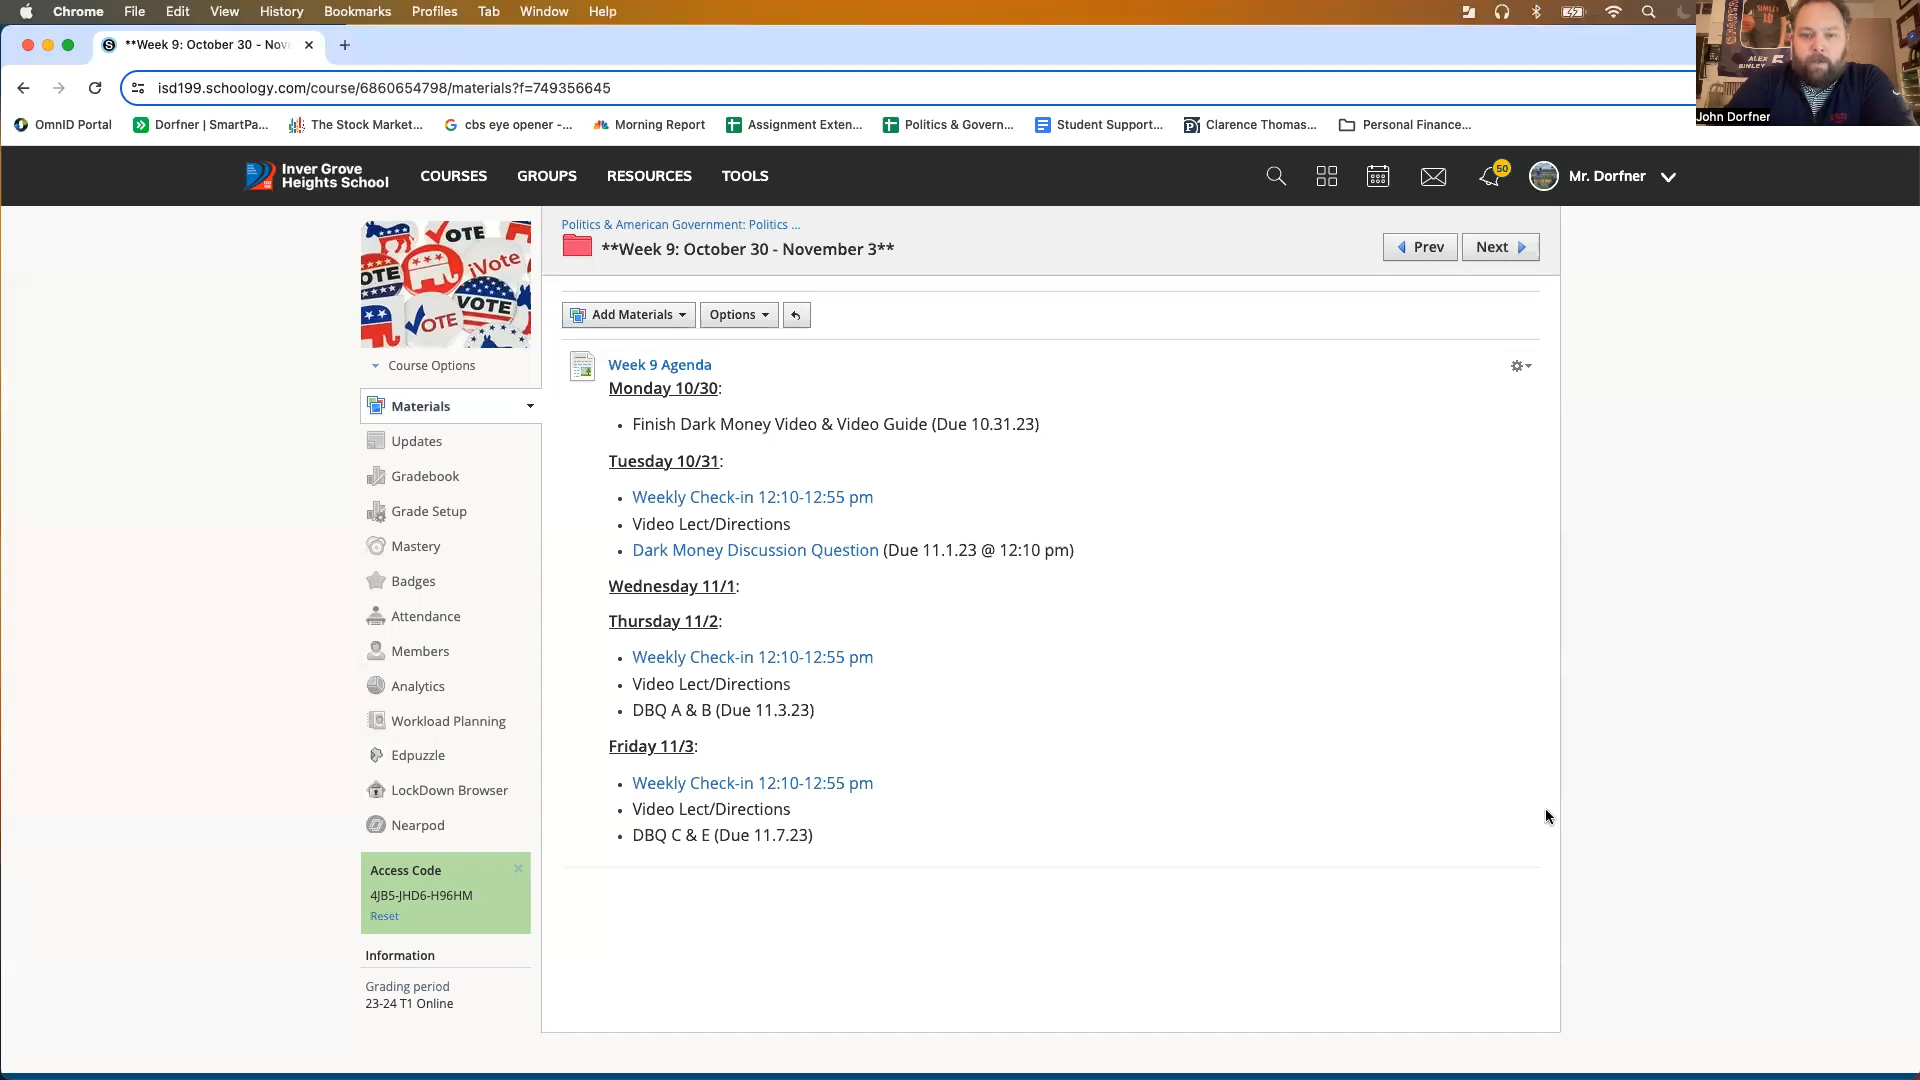 Chrome File Edit View History Bookmarks Profiles Tab Window Help
**Week 9: October 30 - Nov
isd199.schoology.com/course/6860654798/materials?f=749356645
OmnID Portal Dorfner | SmartPa... The Stock Market... cbs eye opener -... Morning Report Assignment Exten... Politics & Govern... Student Support... Clarence Thomas... Personal Finance...
SIMLEY
ALEX
John Dorfner
Inver Grove
Heights School
COURSES GROUPS RESOURCES TOOLS
50
Mr. Dorfner
VOTE
OTE
iVote
VOTE
VOTE
Course Options
Materials
Updates
Gradebook
Grade Setup
Mastery
Badges
Attendance
Members
Analytics
Workload Planning
Edpuzzle
LockDown Browser
Nearpod
Access Code
4JB5-JHD6-H96HM
Reset
Information
Grading period
23-24 T1 Online
Politics & American Government: Politics ...
**Week 9: October 30 - November 3**
Prev Next
Add Materials Options
Week 9 Agenda
Monday 10/30:
• Finish Dark Money Video & Video Guide (Due 10.31.23)
Tuesday 10/31:
• Weekly Check-in 12:10-12:55 pm
• Video Lect/Directions
• Dark Money Discussion Question (Due 11.1.23 @ 12:10 pm)
Wednesday 11/1:
Thursday 11/2:
• Weekly Check-in 12:10-12:55 pm
• Video Lect/Directions
• DBQ A & B (Due 11.3.23)
Friday 11/3:
• Weekly Check-in 12:10-12:55 pm
• Video Lect/Directions
• DBQ C & E (Due 11.7.23)